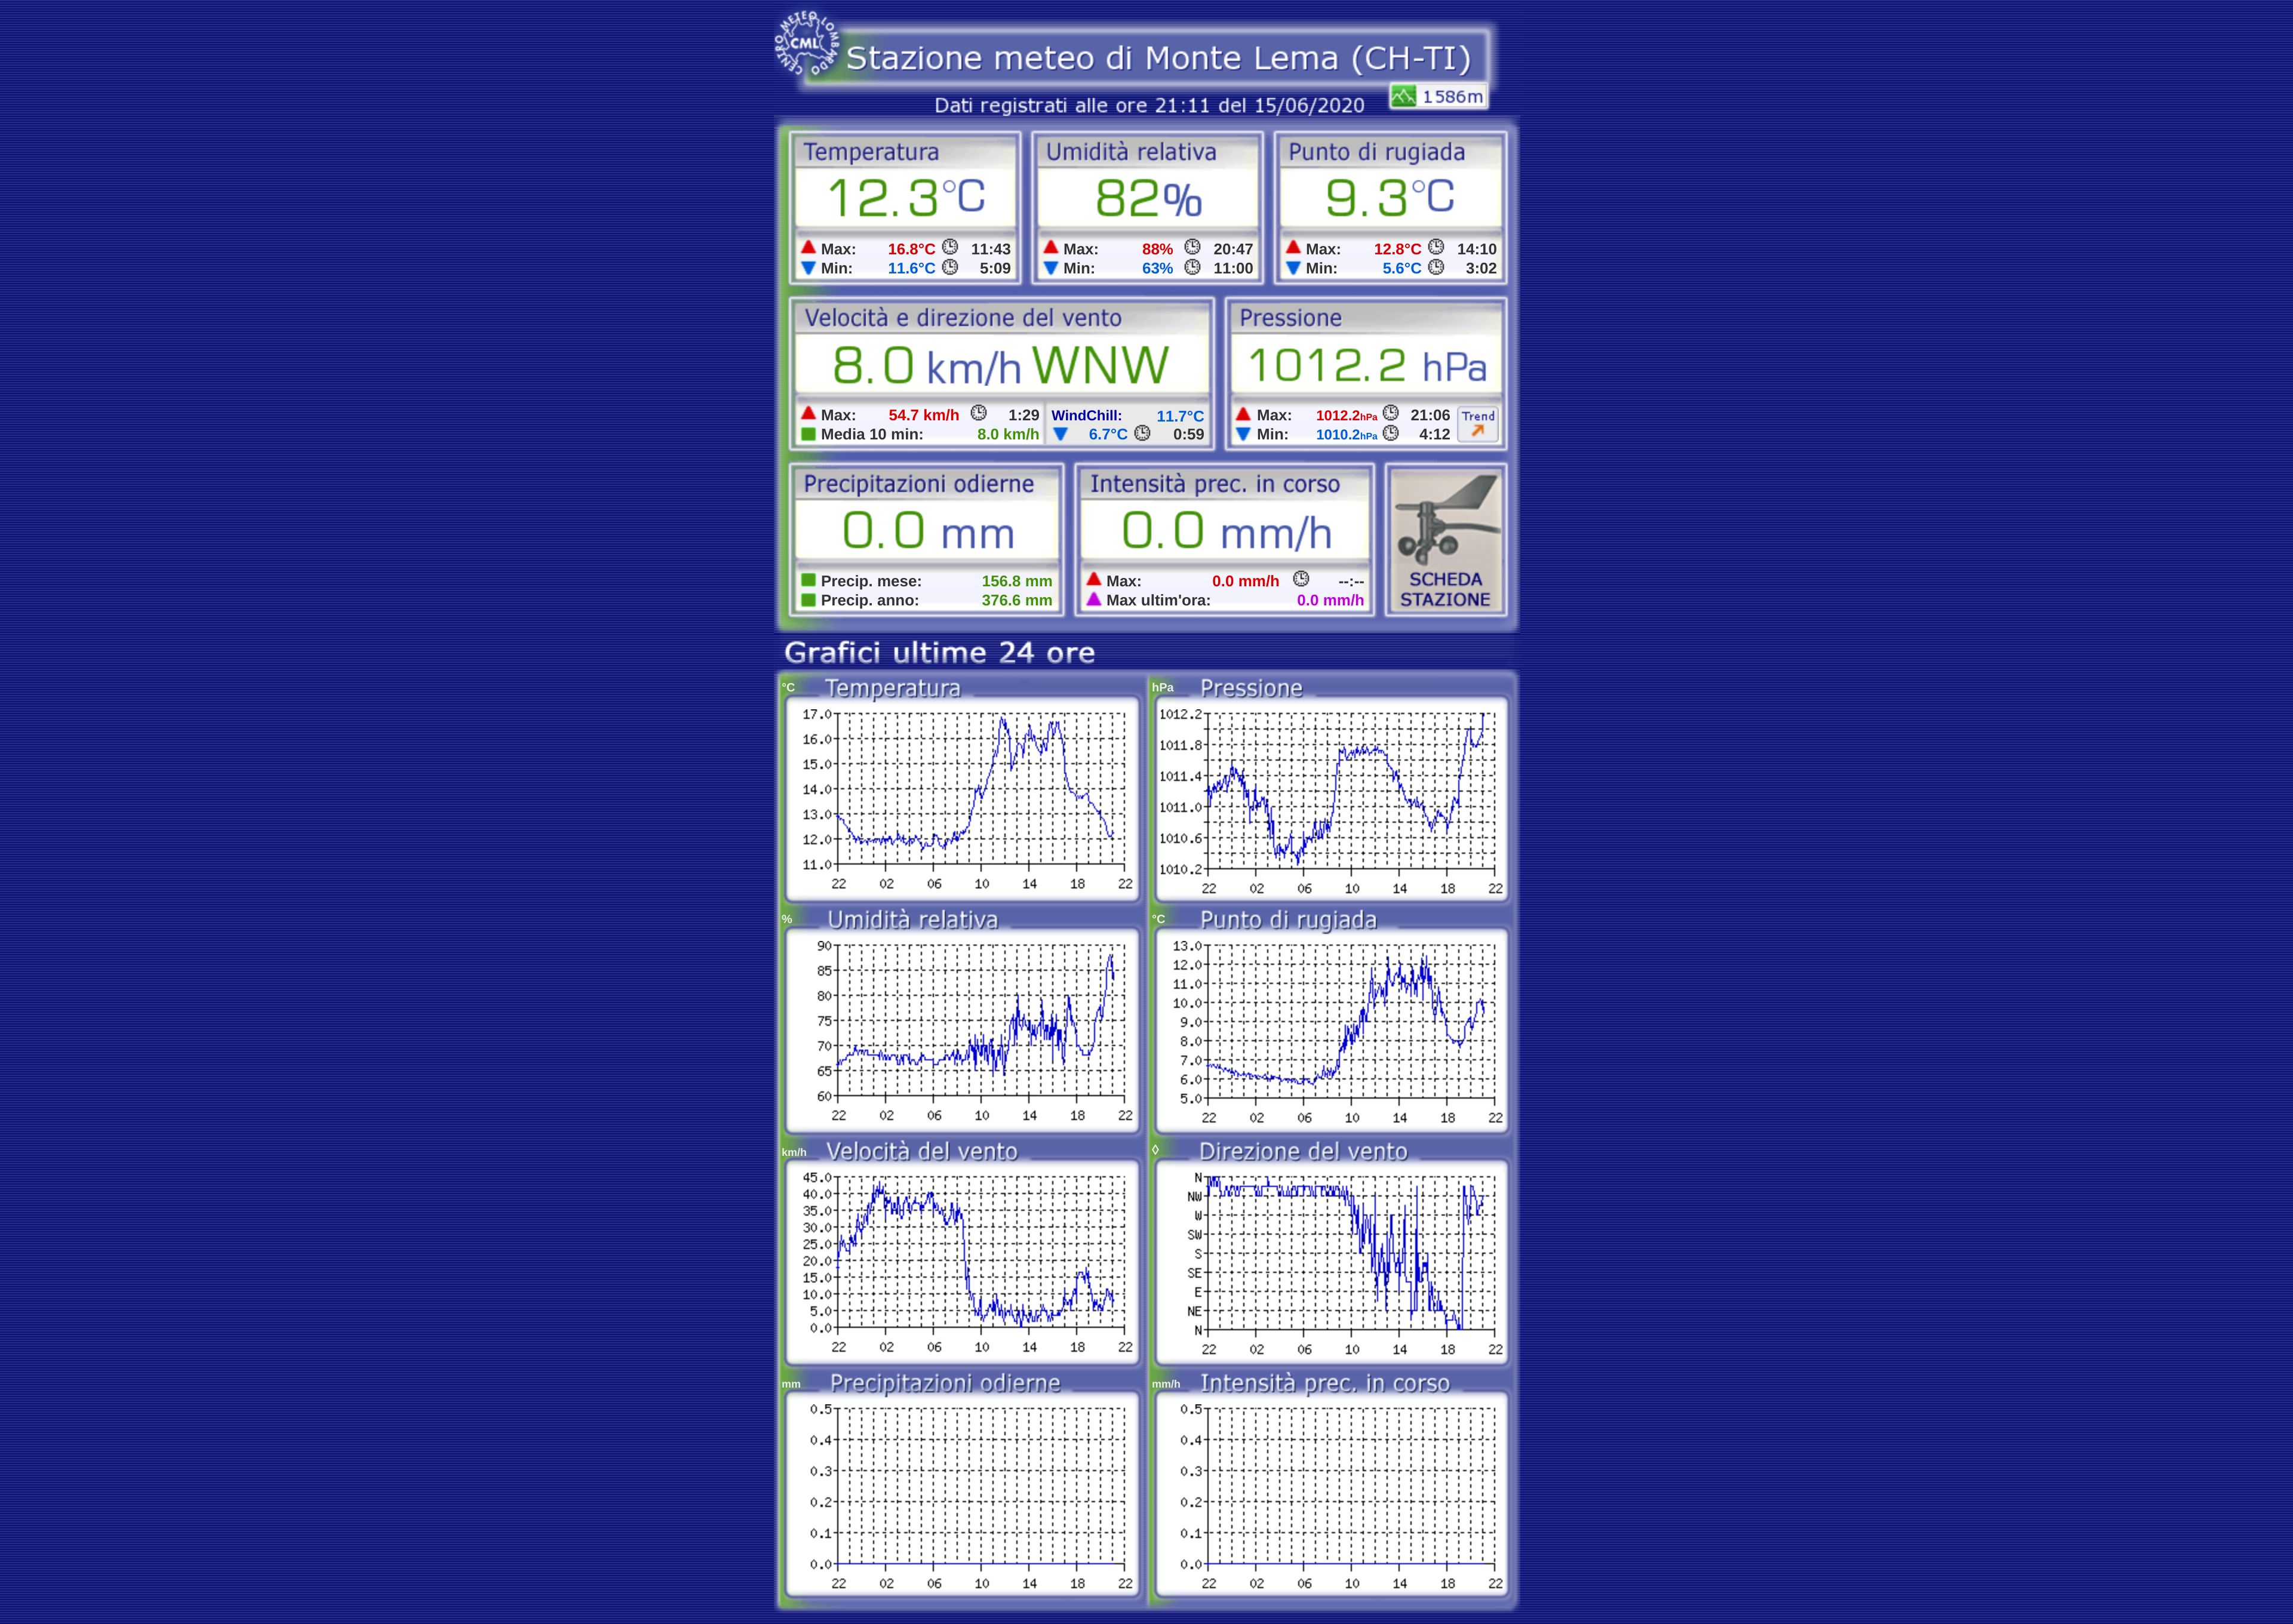 CENTRO METEO LOMBARDO
CML
Stazione meteo di Monte Lema (CH-TI)
Dati registrati alle ore 21:11 del 15/06/2020
1586m
Temperatura Umidità relativa Punto di rugiada
12.3°C 82% 9.3°C
Max: 16.8°C 11:43 Max: 88% 20:47 Max: 12.8°C 14:10
Min: 11.6°C 5:09 Min: 63% 11:00 Min: 5.6°C 3:02
Velocità e direzione del vento Pressione
8.0 km/h WNW 1012.2 hPa
Max: 54.7 km/h 1:29 WindChill: 11.7°C Max: 1012.2hPa 21:06 Trend
Media 10 min: 8.0 km/h 6.7°C 0:59 Min: 1010.2hPa 4:12
Precipitazioni odierne Intensità prec. in corso
0.0 mm 0.0 mm/h
Precip. mese: 156.8 mm Max: 0.0 mm/h --:-- SCHEDA
Precip. anno: 376.6 mm Max ultim'ora: 0.0 mm/h STAZIONE
Grafici ultime 24 ore
°C Temperatura
17.0
16.0
15.0
14.0
13.0
12.0
11.0
22 02 06 10 14 18 22
hPa Pressione
1012.2
1011.8
1011.4
1011.0
1010.6
1010.2
22 02 06 10 14 18 22
% Umidità relativa
90
85
80
75
70
65
60
22 02 06 10 14 18 22
°C Punto di rugiada
13.0
12.0
11.0
10.0
9.0
8.0
7.0
6.0
5.0
22 02 06 10 14 18 22
km/h Velocità del vento
45.0
40.0
35.0
30.0
25.0
20.0
15.0
10.0
5.0
0.0
22 02 06 10 14 18 22
◊ Direzione del vento
N
NW
W
SW
S
SE
E
NE
N
22 02 06 10 14 18 22
mm Precipitazioni odierne
0.5
0.4
0.3
0.2
0.1
0.0
22 02 06 10 14 18 22
mm/h Intensità prec. in corso
0.5
0.4
0.3
0.2
0.1
0.0
22 02 06 10 14 18 22